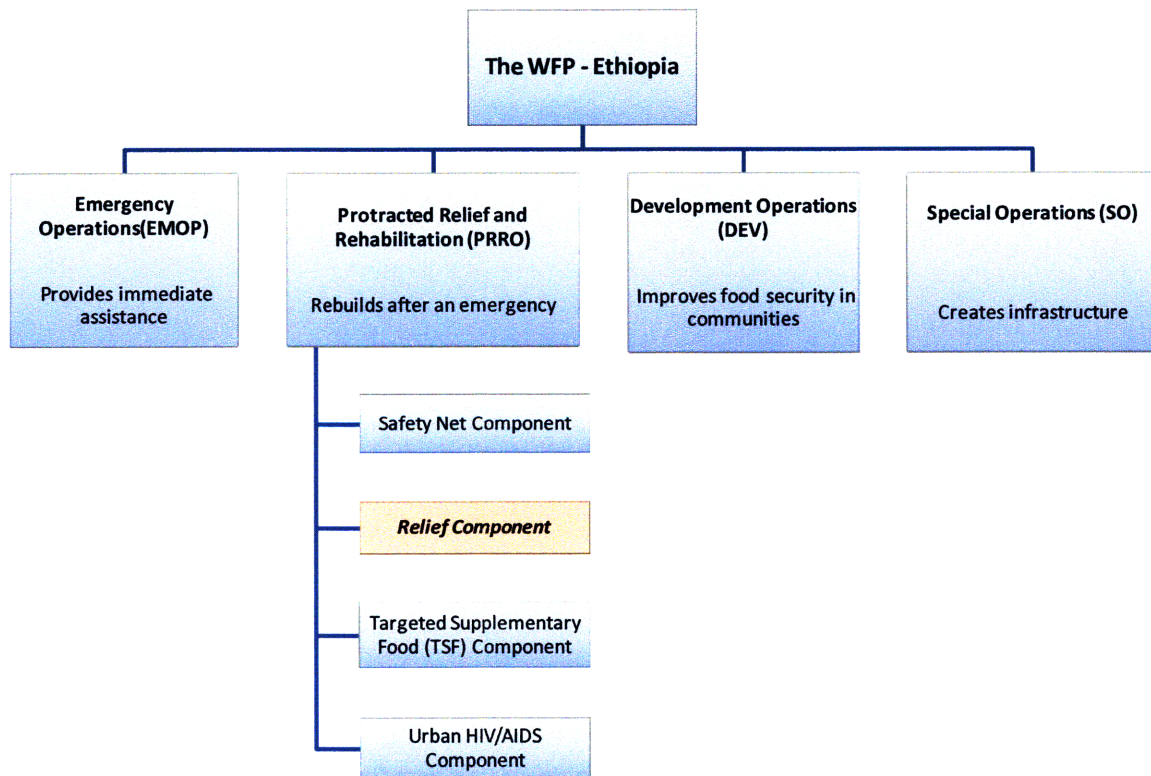 The WFP - Ethiopia
Emergency
Operations(EMOP)
Provides immediate
assistance
Protracted Relief and
Rehabilitation (PRRO)
Rebuilds after an emergency
Development Operations
(DEV)
Improves food security in
communities
Special Operations (SO)
Creates infrastructure
Safety Net Component
Relief Component
Targeted Supplementary
Food (TSF) Component
Urban HIV/AIDS
Component